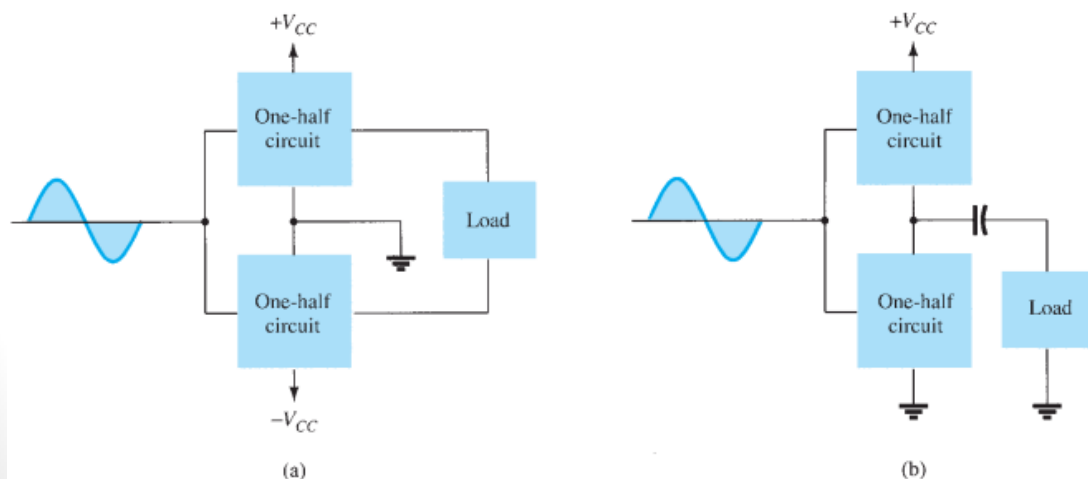 +V_CC
One-half
circuit
Load
One-half
circuit
−V_CC
(a)
+V_CC
One-half
circuit
One-half
circuit
Load
(b)